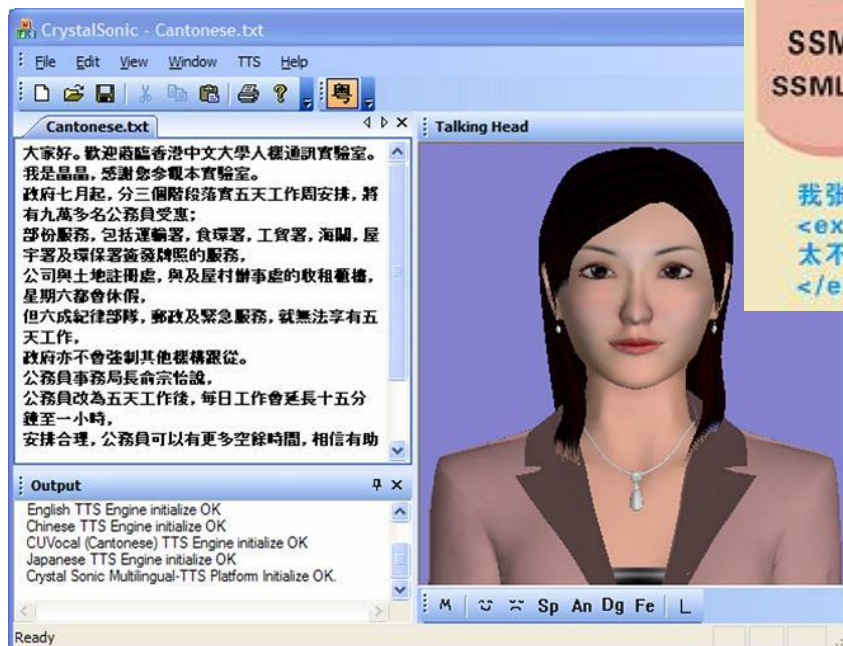 CrystalSonic - Cantonese.txt
File Edit View Window TTS Help
粵
Cantonese.txt
大家好。歡迎蒞臨香港中文大學人機通訊實驗室。
我是晶晶，感謝您參觀本實驗室。
政府七月起，分三個階段落實五天工作周安排，將
有九萬多名公務員受惠；
部份服務，包括運輸署，食環署，工貿署，海關，屋
宇署及環保署簽發牌照的服務，
公司與土地註冊處，與及屋村辦事處的收租櫃檯，
星期六都會休假，
但六成紀律部隊，郵政及緊急服務，就無法享有五
天工作，
政府亦不會強制其他機構跟從。
公務員事務局長俞宗怡說，
公務員改為五天工作後，每日工作會延長十五分
鐘至一小時，
安排合理，公務員可以有更多空餘時間，相信有助
Output
English TTS Engine initialize OK
Chinese TTS Engine initialize OK
CUVocal (Cantonese) TTS Engine initialize OK
Japanese TTS Engine initialize OK
Crystal Sonic Multilingual-TTS Platform Initialize OK.
Ready
Talking Head
M Sp An Dg Fe L
SSM
SSML
我張
<ex
太不
</e